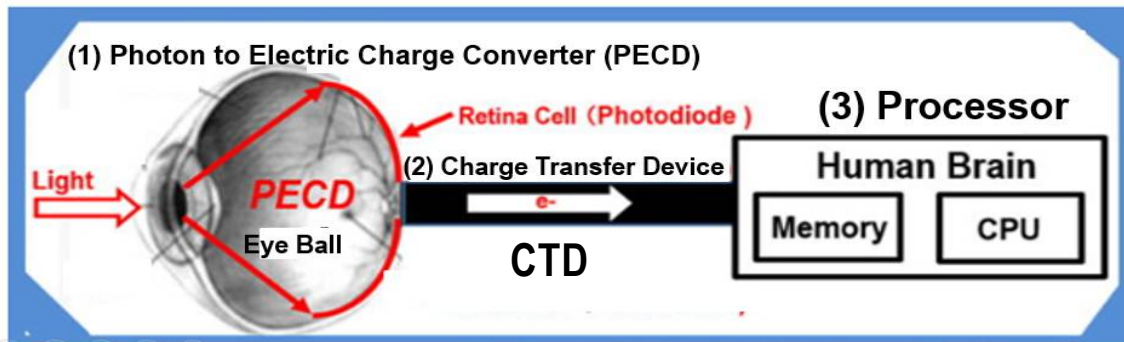 (1) Photon to Electric Charge Converter (PECD)
(3) Processor
Retina Cell (Photodiode )
(2) Charge Transfer Device
Human Brain
Light
PECD
e-
Memory
CPU
Eye Ball
CTD